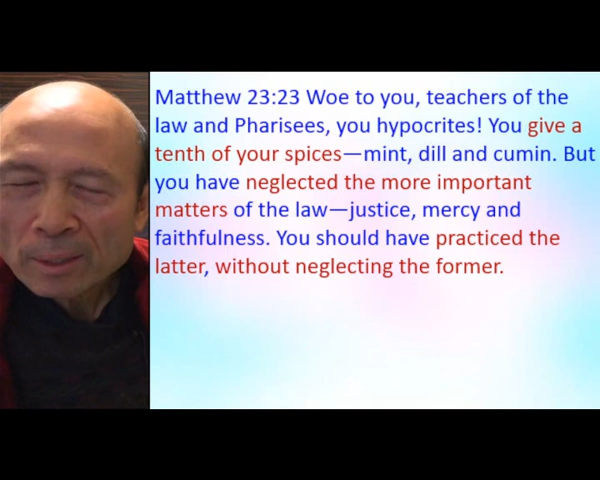 Matthew 23:23 Woe to you, teachers of the
law and Pharisees, you hypocrites! You give a
tenth of your spices—mint, dill and cumin. But
you have neglected the more important
matters of the law—justice, mercy and
faithfulness. You should have practiced the
latter, without neglecting the former.